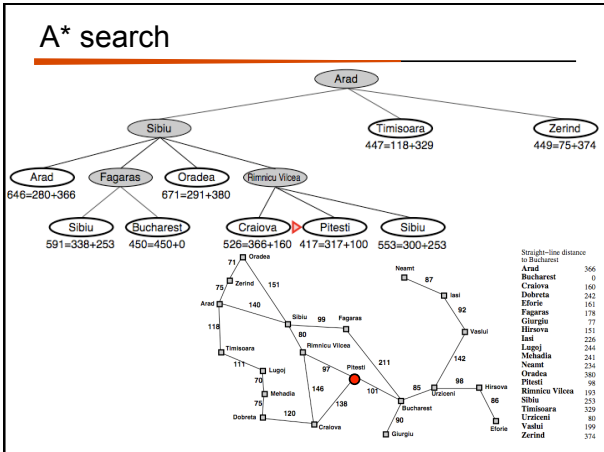 A* search
Arad
Sibiu
Timisoara
Zerind
447=118+329
449=75+374
Arad
Fagaras
Oradea
Rimnicu Vilcea
646=280+366
671=291+380
Sibiu
Bucharest
Craiova
Pitesti
Sibiu
591=338+253
450=450+0
526=366+160
417=317+100
553=300+253
Oradea
71
Zerind
75
151
Arad
140
118
Sibiu
99
Fagaras
80
Rimnicu Vilcea
Timisoara
111
Lugoj
70
Mehadia
75
Dobreta
120
Craiova
146
138
97
Pitesti
101
211
Bucharest
90
Giurgiu
85
Urziceni
98
Hirsova
86
Eforie
142
Vaslui
92
Iasi
87
Neamt
Straight-line distance
to Bucharest
Arad 366
Bucharest 0
Craiova 160
Dobreta 242
Eforie 161
Fagaras 178
Giurgiu 77
Hirsova 151
Iasi 226
Lugoj 244
Mehadia 241
Neamt 234
Oradea 380
Pitesti 98
Rimnicu Vilcea 193
Sibiu 253
Timisoara 329
Urziceni 80
Vaslui 199
Zerind 374